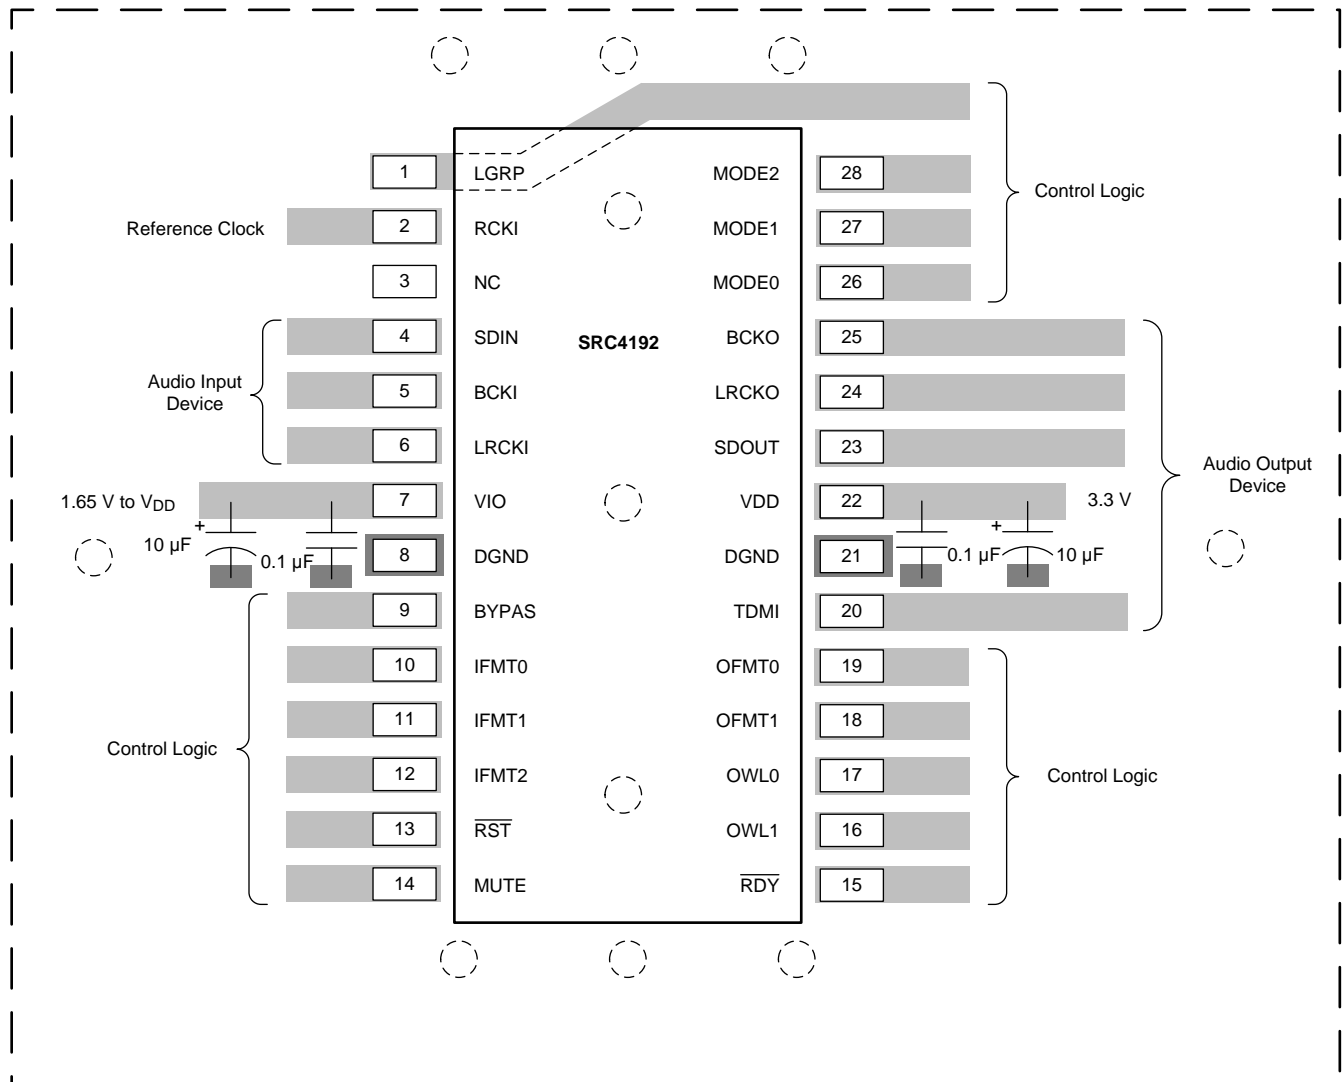 1 LGRP MODE2 28
Control Logic
Reference Clock 2 RCKI MODE1 27
3 NC MODE0 26
4 SDIN SRC4192 BCKO 25
Audio Input
Device
5 BCKI LRCKO 24
6 LRCKI SDOUT 23
Audio Output
Device
1.65 V to VDD 7 VIO VDD 22 3.3 V
+ +
10 µF 0.1 µF 8 DGND DGND 21 0.1 µF 10 µF
9 BYPAS TDMI 20
10 IFMT0 OFMT0 19
11 IFMT1 OFMT1 18
Control Logic
12 IFMT2 OWL0 17 Control Logic
13 RST OWL1 16
14 MUTE RDY 15